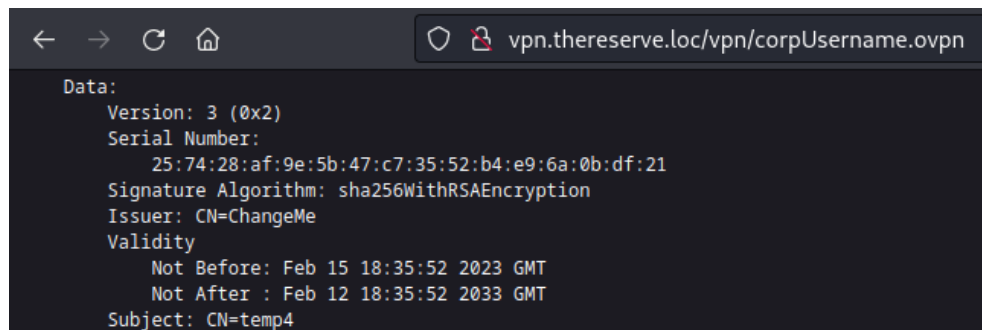 vpn.thereserve.loc/vpn/corpUsername.ovpn
Data:
Version: 3 (0x2)
Serial Number:
25:74:28:af:9e:5b:47:c7:35:52:b4:e9:6a:0b:df:21
Signature Algorithm: sha256WithRSAEncryption
Issuer: CN=ChangeMe
Validity
Not Before: Feb 15 18:35:52 2023 GMT
Not After : Feb 12 18:35:52 2033 GMT
Subject: CN=temp4